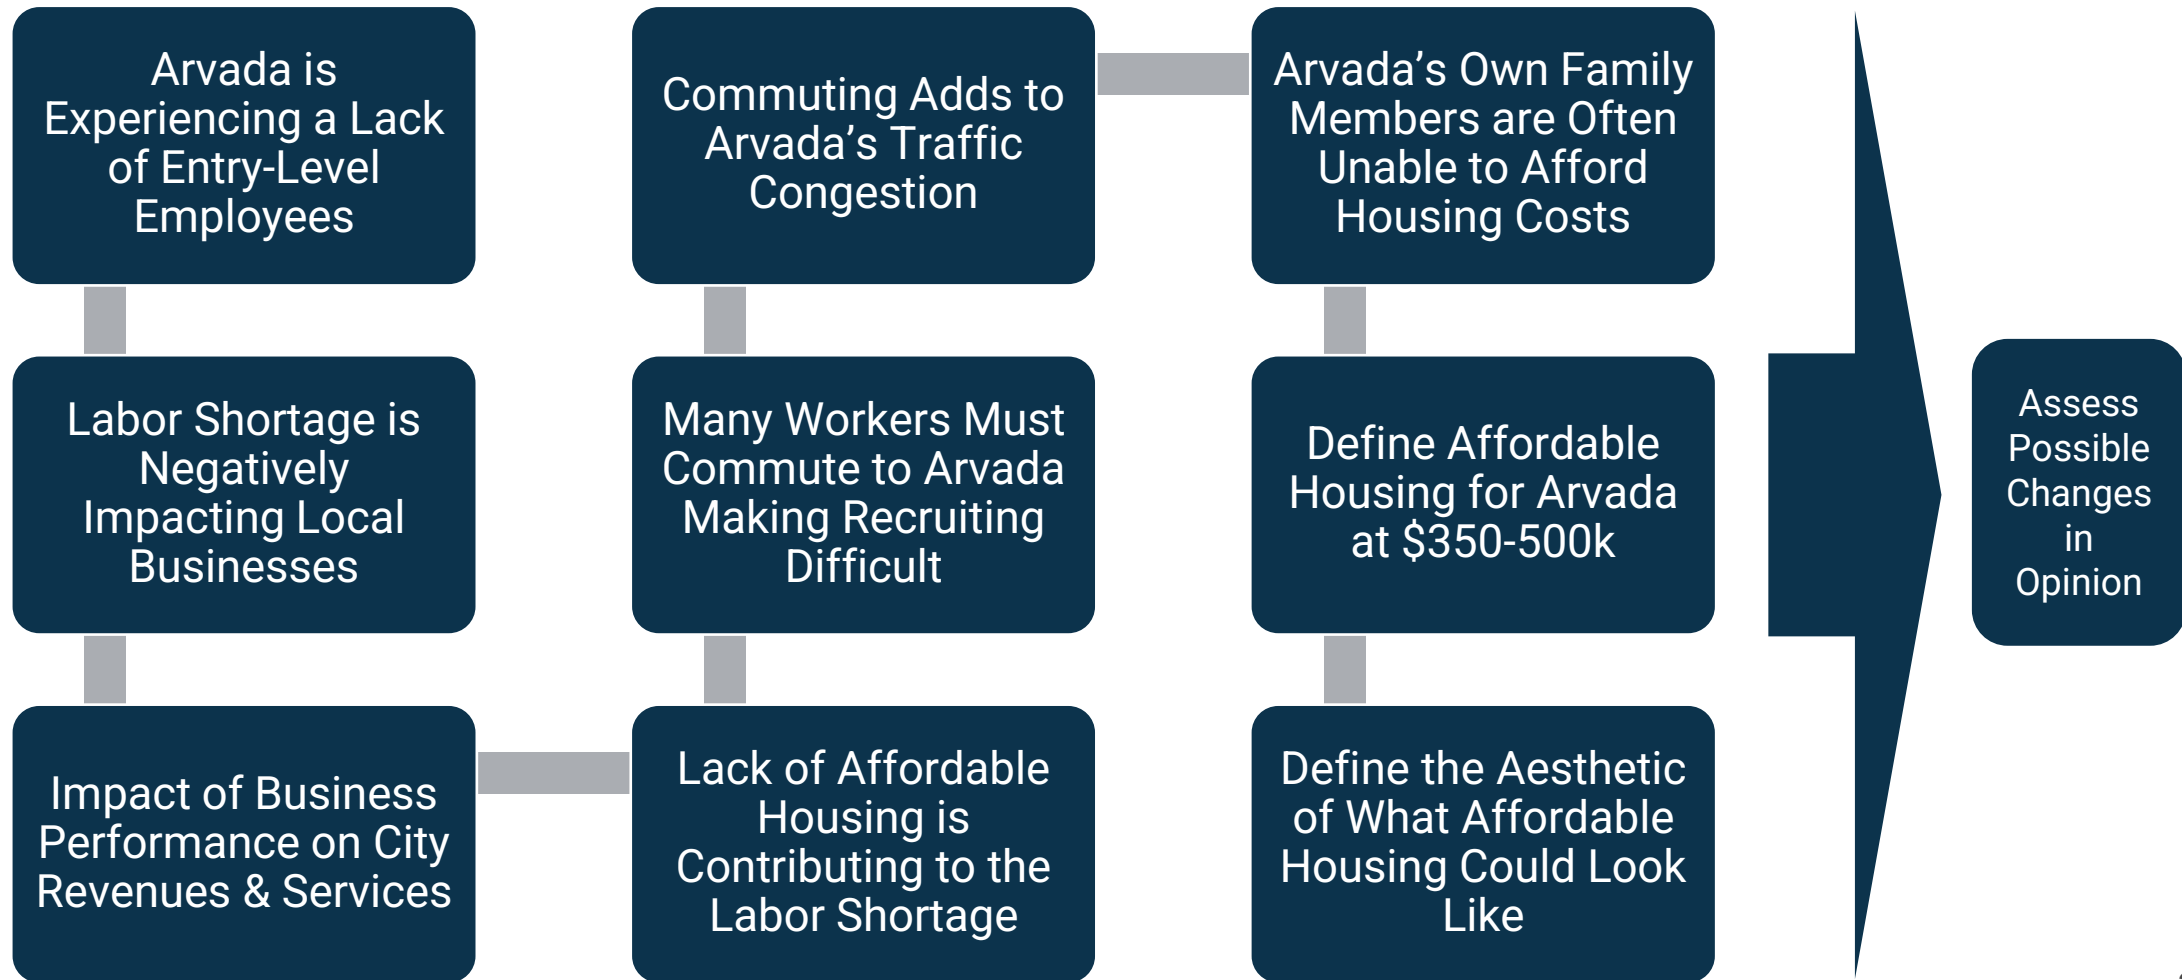 Arvada is
Experiencing a Lack
of Entry-Level
Employees
Labor Shortage is
Negatively
Impacting Local
Businesses
Impact of Business
Performance on City
Revenues & Services
Lack of Affordable
Housing is
Contributing to the
Labor Shortage
Many Workers Must
Commute to Arvada
Making Recruiting
Difficult
Commuting Adds to
Arvada’s Traffic
Congestion
Arvada’s Own Family
Members are Often
Unable to Afford
Housing Costs
Define Affordable
Housing for Arvada
at $350-500k
Define the Aesthetic
of What Affordable
Housing Could Look
Like
Assess
Possible
Changes
in
Opinion